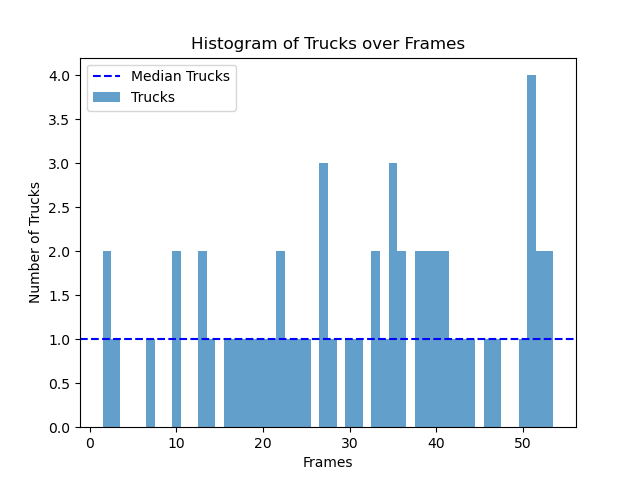 Histogram of Trucks over Frames
Median Trucks
Trucks
4.0
3.5
3.0
2.5
2.0
1.5
1.0
0.5
0.0
Number of Trucks
0 10 20 30 40 50
Frames